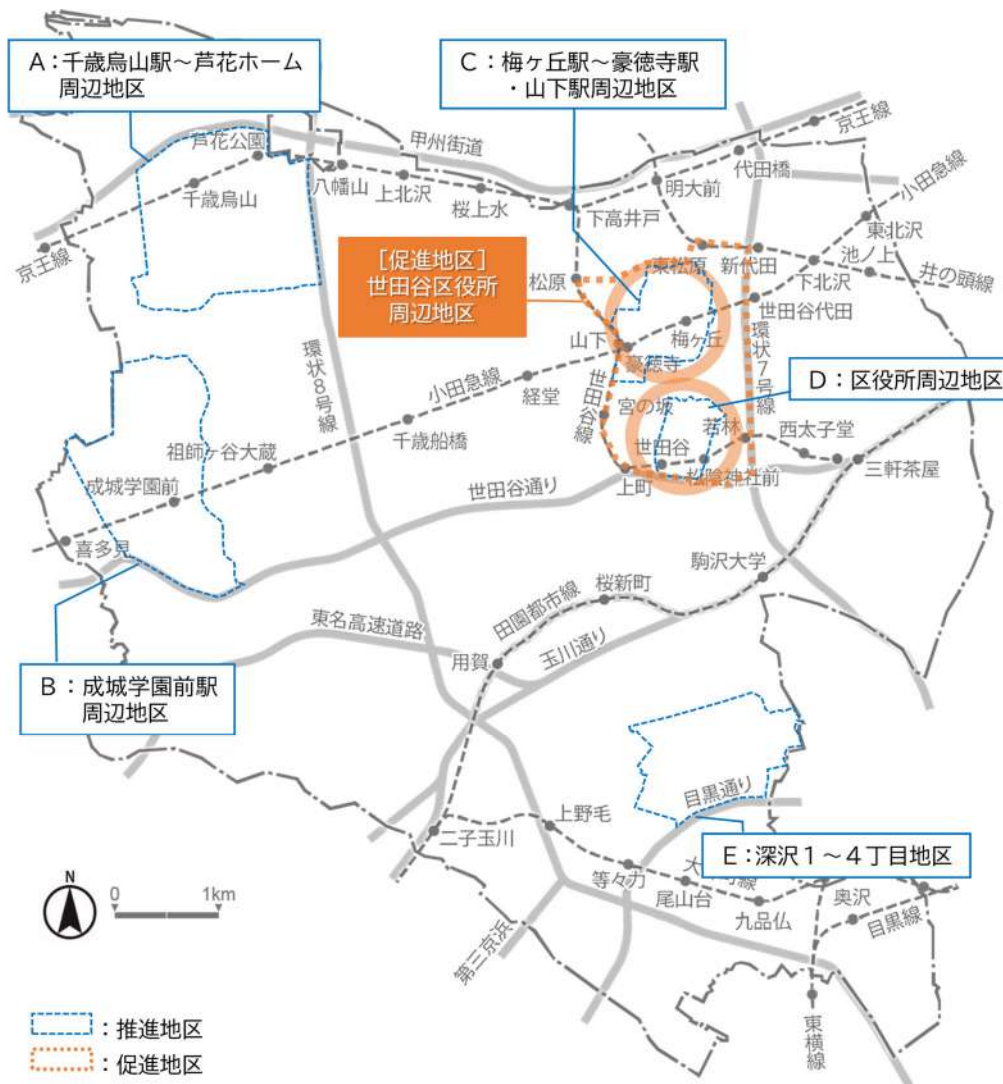 A：千歳烏山駅～芦花ホーム
周辺地区
C：梅ヶ丘駅～豪徳寺駅
・山下駅周辺地区
京王線
芦花公園
甲州街道
代田橋
小田急線
八幡山
上北沢
桜上水
明大前
千歳烏山
下高井戸
東北沢
京王線
[促進地区]
世田谷区役所
周辺地区
松原
東松原
新代田
池ノ上
下北沢
井の頭線
世田谷代田
山下
梅ヶ丘
豪徳寺
環状７号線
環状８号線
小田急線
経堂
世田谷線
宮の坂
D：区役所周辺地区
千歳船橋
若林
西太子堂
祖師ヶ谷大蔵
世田谷
三軒茶屋
成城学園前
世田谷通り
上町
松陰神社前
喜多見
駒沢大学
桜新町
田園都市線
東名高速道路
玉川通り
用賀
B：成城学園前駅
周辺地区
目黒通り
上野毛
二子玉川
E：深沢１～４丁目地区
N
0
1km
等々力
尾山台
九品仏
奥沢
目黒線
第三京浜
東横線
：推進地区
：促進地区